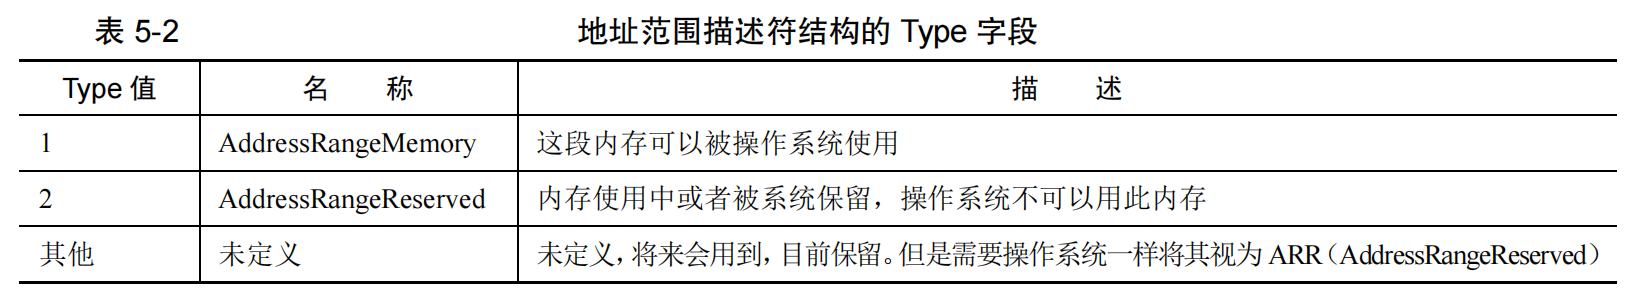 表 5-2 地址范围描述符结构的 Type 字段
Type 值 名 称 描 述
1 AddressRangeMemory 这段内存可以被操作系统使用
2 AddressRangeReserved 内存使用中或者被系统保留，操作系统不可以用此内存
其他 未定义 未定义，将来会用到，目前保留。但是需要操作系统一样将其视为 ARR（AddressRangeReserved）